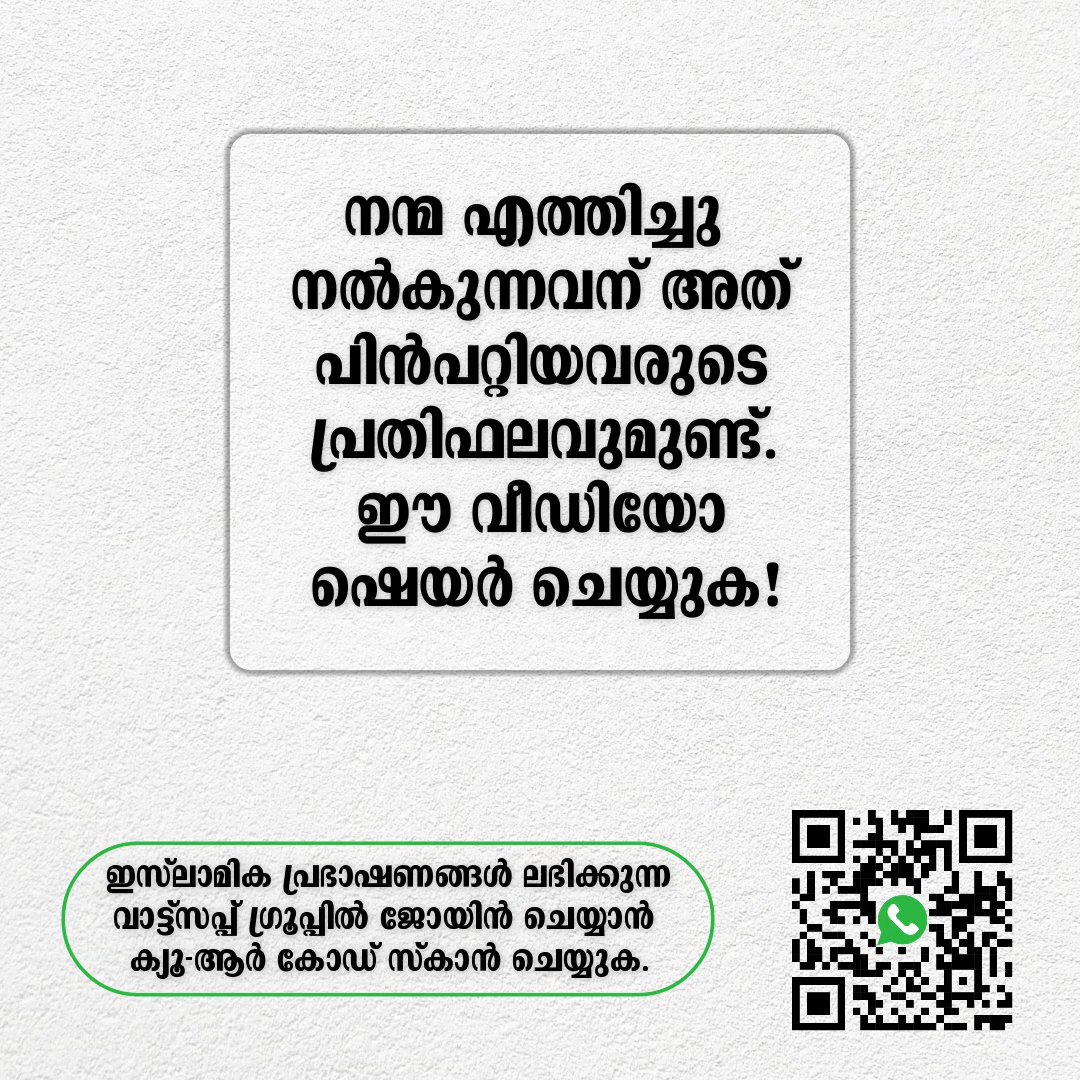 നന്മ എത്തിച്ചു
നൽകുന്നവന് അത്
പിൻപറ്റിയവരുടെ
പ്രതിഫലവുമുണ്ട്.
ഈ വീഡിയോ
ഷെയർ ചെയ്യുക!
ഇസ്‌ലാമിക പ്രഭാഷണങ്ങൾ ലഭിക്കുന്ന
വാട്ട്സപ്പ് ഗ്രൂപ്പിൽ ജോയിൻ ചെയ്യാൻ
ക്യൂ-ആർ കോഡ് സ്കാൻ ചെയ്യുക.